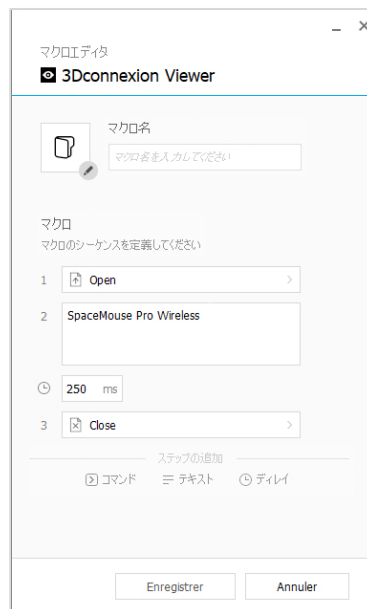 マクロエディタ
3Dconnexion Viewer
マクロ名
マクロ名を入力してください
マクロ
マクロのシーケンスを定義してください
1 Open
2 SpaceMouse Pro Wireless
250 ms
3 Close
ステップの追加
コマンド テキスト ディレイ
Enregistrer Annuler